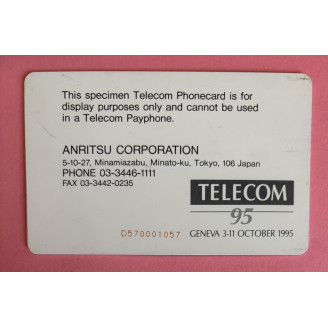 This specimen Telecom Phonecard is for
display purposes only and cannot be used
in a Telecom Payphone.
ANRITSU CORPORATION
5-10-27, Minamiazabu, Minato-ku, Tokyo, 106 Japan
PHONE 03-3446-1111
FAX 03-3442-0235
TELECOM
95
D570001057
GENEVA 3-11 OCTOBER 1995